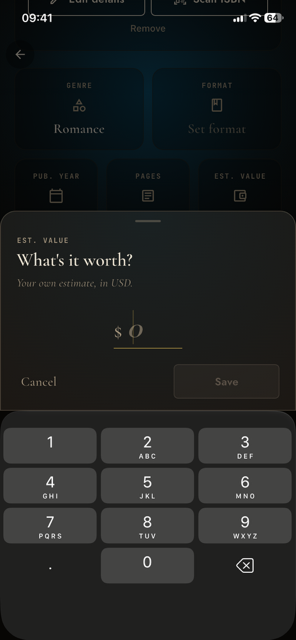 Edit details
Scan ISBN
09:41
64
Remove
GENRE
FORMAT
Romance
Set format
PUB. YEAR
PAGES
EST. VALUE
EST. VALUE
What's it worth?
Your own estimate, in USD.
$ 0
Cancel
Save
1
2
ABC
3
DEF
4
GHI
5
JKL
6
MNO
7
PQRS
8
TUV
9
WXYZ
.
0